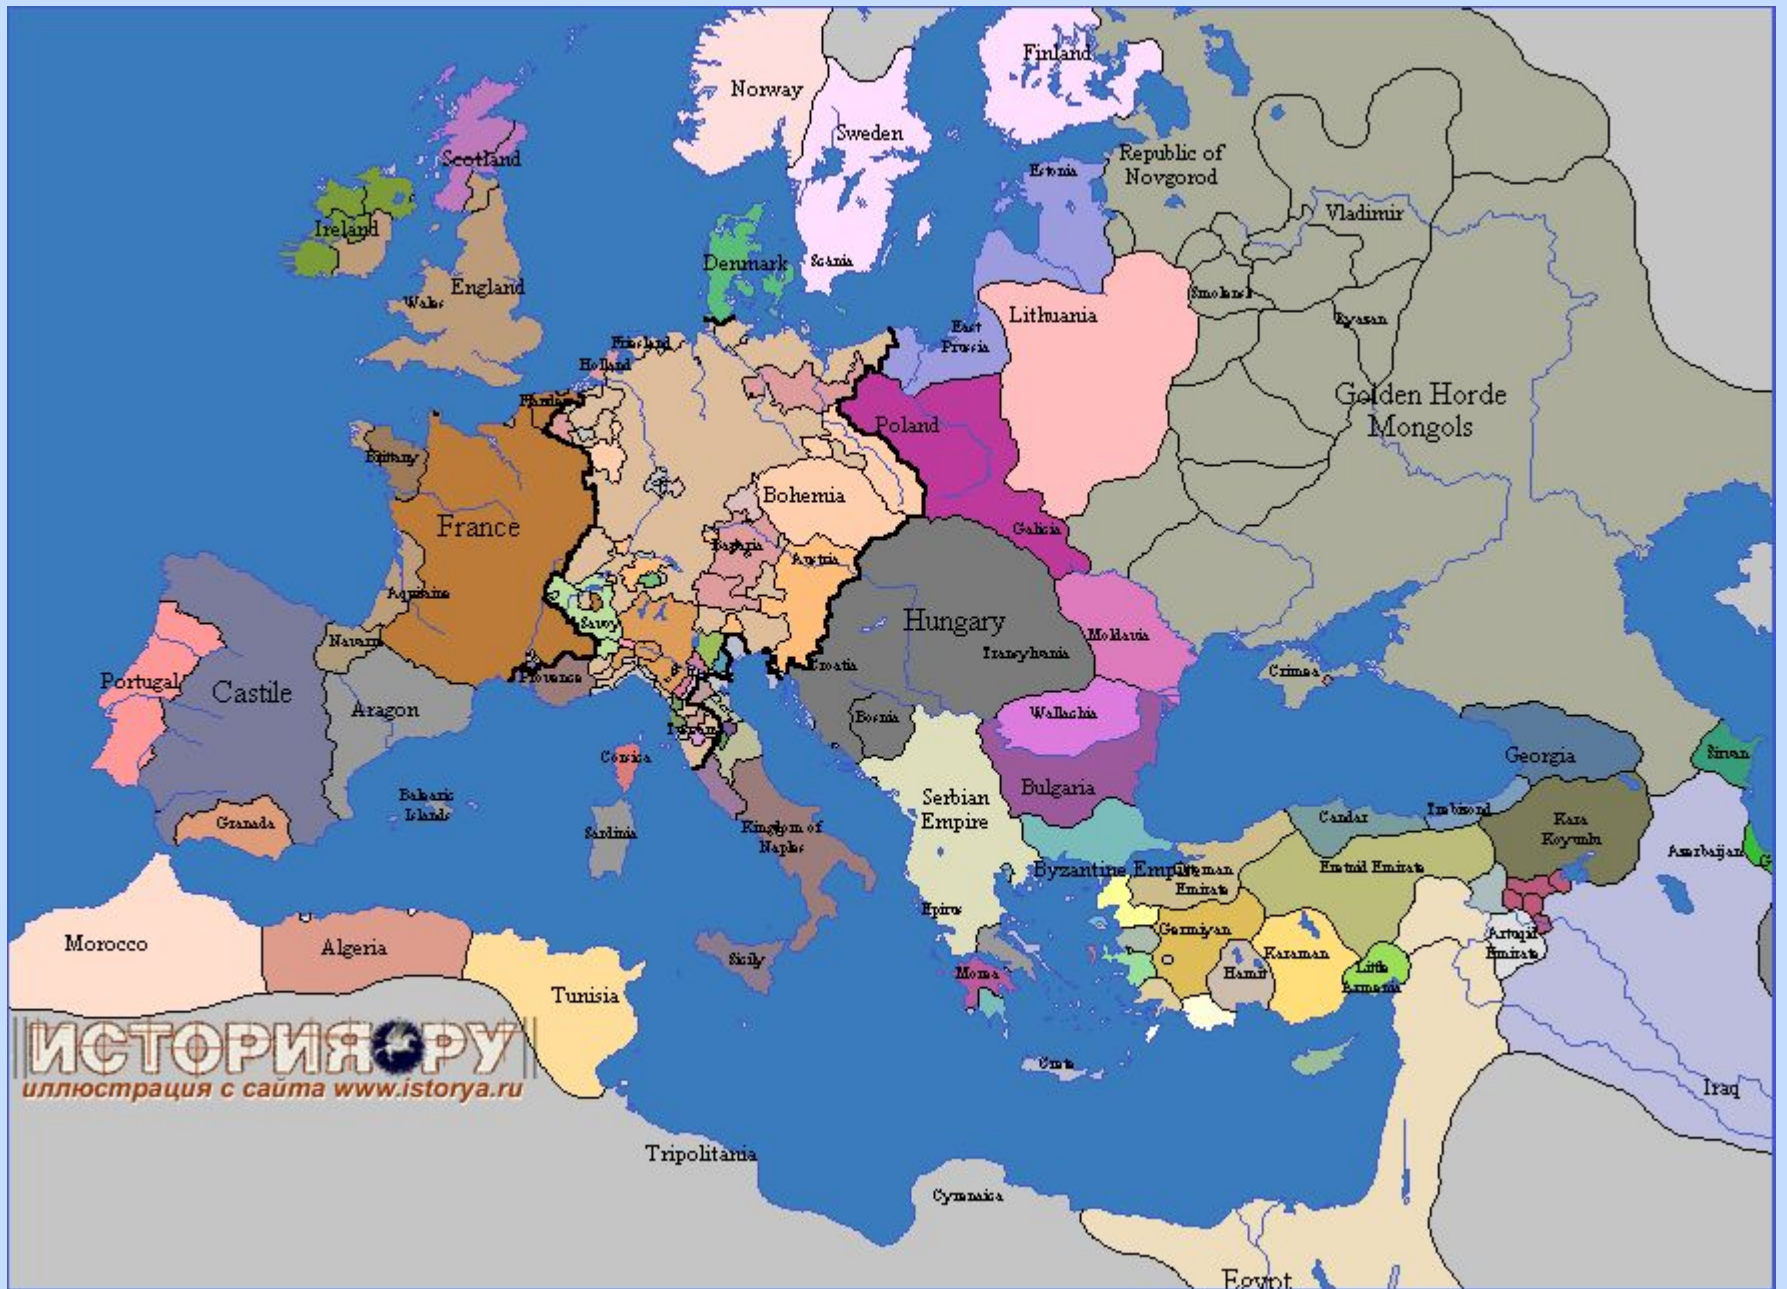 Norway
Finland
Sweden
Scotland
Republic of
Novgorod
Estonia
Vladimir
Ireland
Denmark
Scania
England
Wales
Smolensk
Lithuania
Ryazan
East
Prussia
Friesland
Holland
Golden Horde
Mongols
Poland
Brittany
Bohemia
France
Galicia
Bavaria
Austria
Aquitaine
Savoy
Hungary
Moldavia
Navarre
Transylvania
Croatia
Crimea
Provence
Portugal
Castile
Aragon
Wallachia
Bosnia
Tuscany
Georgia
Sirvan
Corsica
Bulgaria
Balearic
Islands
Serbian
Empire
Granada
Sardinia
Kingdom of
Naples
Candar
Trebizond
Kara
Koyunlu
Azerbaijan
G
Byzantine Empire
Ottoman
Emirate
Eretnid Emirate
Epirus
Germiyan
Artuqid
Emirate
Morocco
Algeria
Karaman
Sicily
Morea
Hamit
Little
Armenia
Tunisia
ИСТОРИЯ РУ
иллюстрация с сайта www.istorya.ru
Crete
Iraq
Tripolitania
Cyrenaica
Egypt